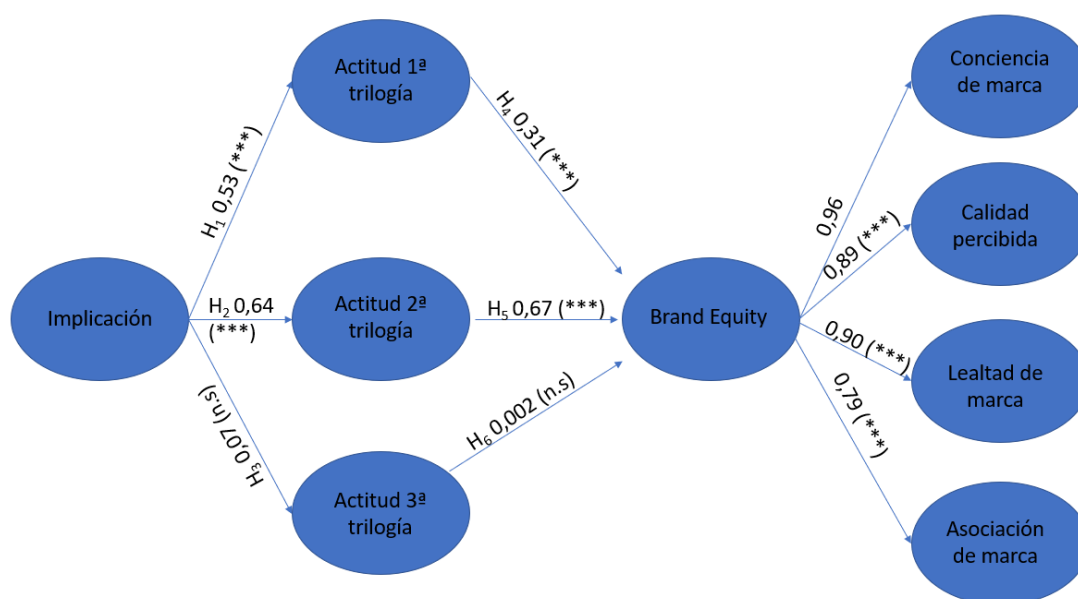 Implicación
H₁ 0,53 (***)
H₂ 0,64
(***)
H₃ 0,07 (n.s)
Actitud 1ª
trilogía
Actitud 2ª
trilogía
Actitud 3ª
trilogía
H₄ 0,31 (***)
H₅ 0,67 (***)
H₆ 0,002 (n.s)
Brand Equity
0,96
0,89 (***)
0,90 (***)
0,79 (***)
Conciencia
de marca
Calidad
percibida
Lealtad de
marca
Asociación
de marca